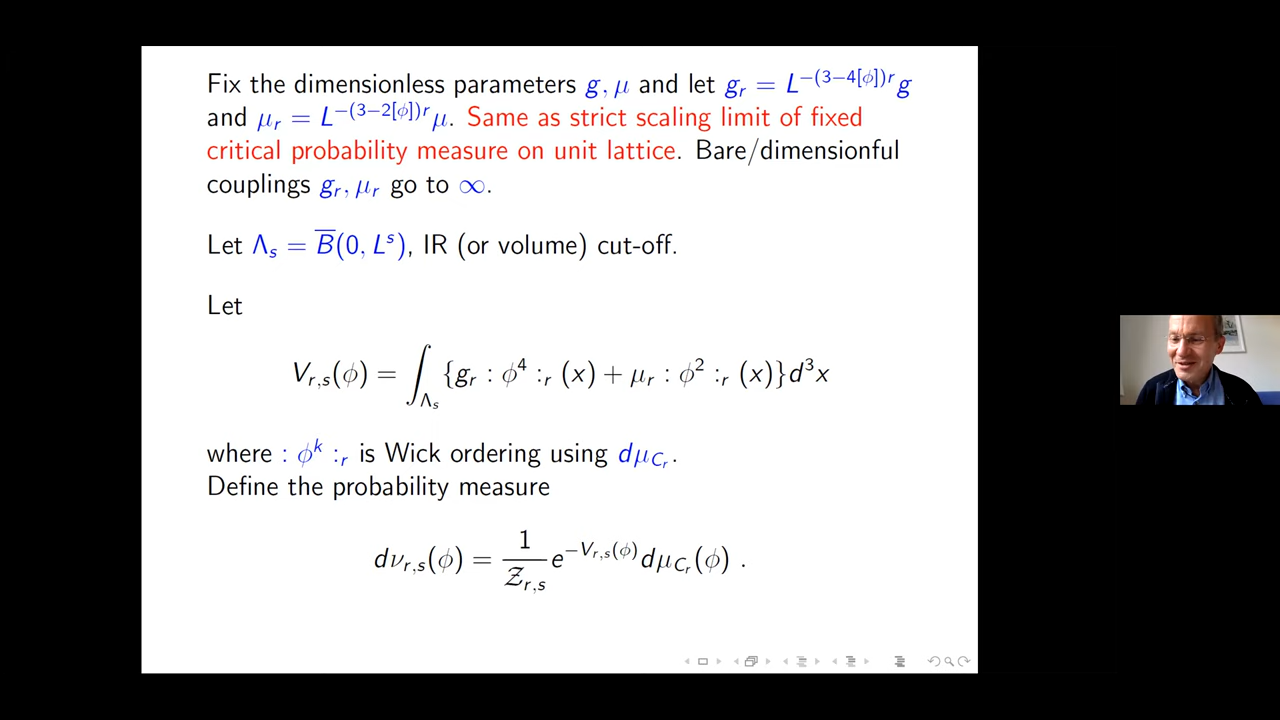 Fix the dimensionless parameters g, μ and let g_r = L^{−(3−4[ϕ])r} g
and μ_r = L^{−(3−2[ϕ])r} μ. Same as strict scaling limit of fixed
critical probability measure on unit lattice. Bare/dimensionful
couplings g_r, μ_r go to ∞.
Let Λ_s = \overline{B}(0, L^s), IR (or volume) cut-off.
Let
V_{r,s}(ϕ) = ∫_{Λ_s} {g_r : ϕ^4 :_r (x) + μ_r : ϕ^2 :_r (x)}d^3x
where : ϕ^k :_r is Wick ordering using dμ_{C_r}.
Define the probability measure
dν_{r,s}(ϕ) = \frac{1}{𝒵_{r,s}} e^{−V_{r,s}(ϕ)} dμ_{C_r}(ϕ) .